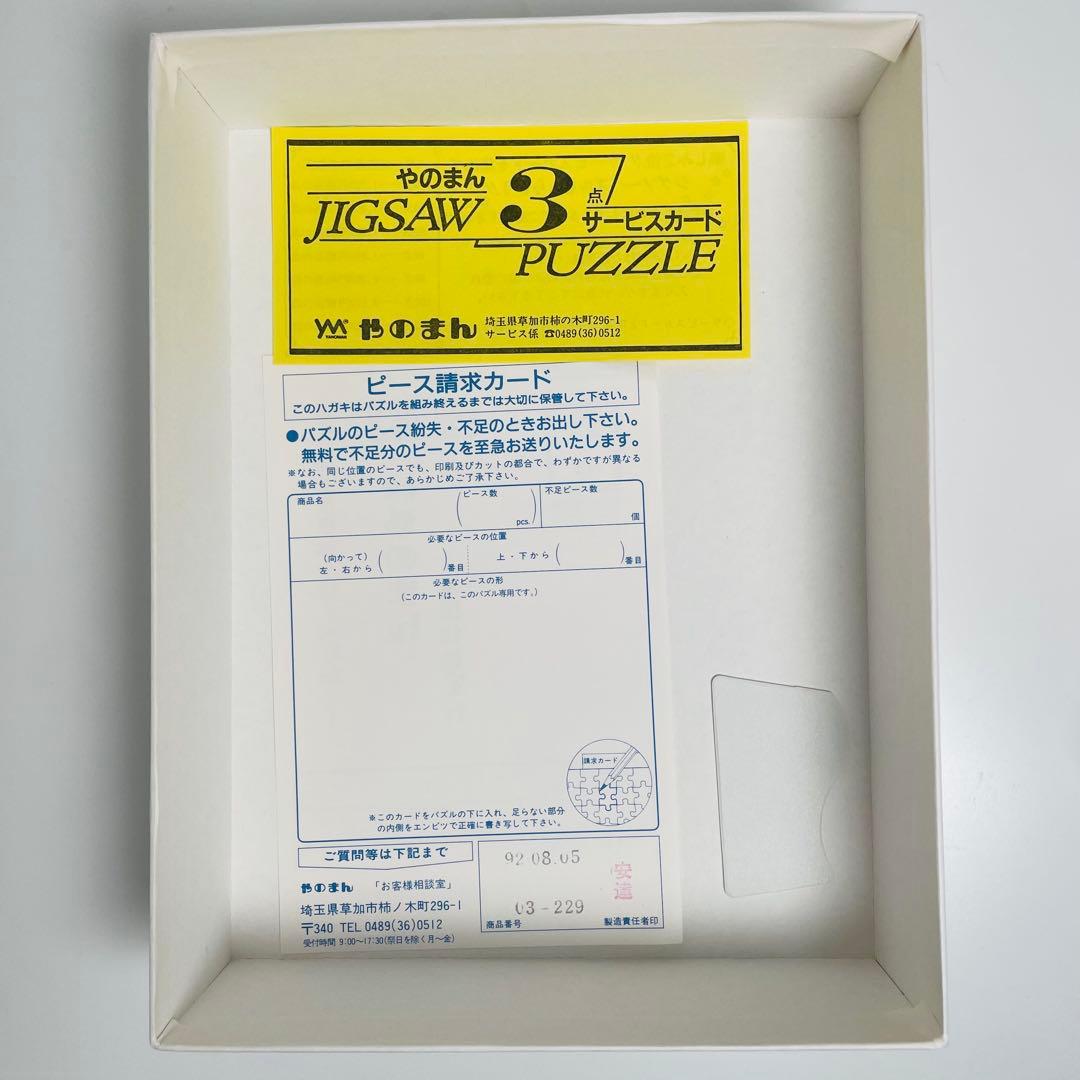 やのまん
JIGSAW 3点 サービスカード
PUZZLE
YM® YANOMAN やのまん 埼玉県草加市柿の木町296-1
サービス係 ☎0489(36)0512
ピース請求カード
このハガキはパズルを組み終えるまでは大切に保管して下さい。
●パズルのピース紛失・不足のときお出し下さい。
無料で不足分のピースを至急お送りいたします。
※なお、同じ位置のピースでも、印刷及びカットの都合で、わずかですが異なる
場合もございますので、あらかじめご了承下さい。
商品名 (ピース数 pcs.) 不足ピース数 個
必要なピースの位置
(向かって)
左・右から ( )番目 上・下から ( )番目
必要なピースの形
(このカードは、このパズル専用です。)
請求カード
※このカードをパズルの下に入れ、足らない部分
の内側をエンピツで正確に書き写して下さい。
ご質問等は下記まで
やのまん 「お客様相談室」
埼玉県草加市柿ノ木町296-1
〒340 TEL 0489(36)0512
受付時間 9:00〜17:30(祭日を除く月〜金)
92.08.05
安達
03-229
商品番号 製造責任者印